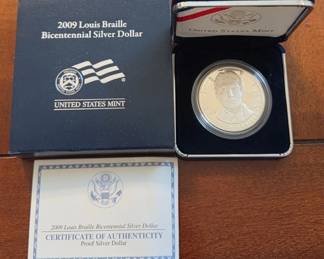 2009 Louis Braille
Bicentennial Silver Dollar
UNITED STATES MINT
UNITED STATES MINT
2009 Louis Braille Bicentennial Silver Dollar
CERTIFICATE OF AUTHENTICITY
Proof Silver Dollar